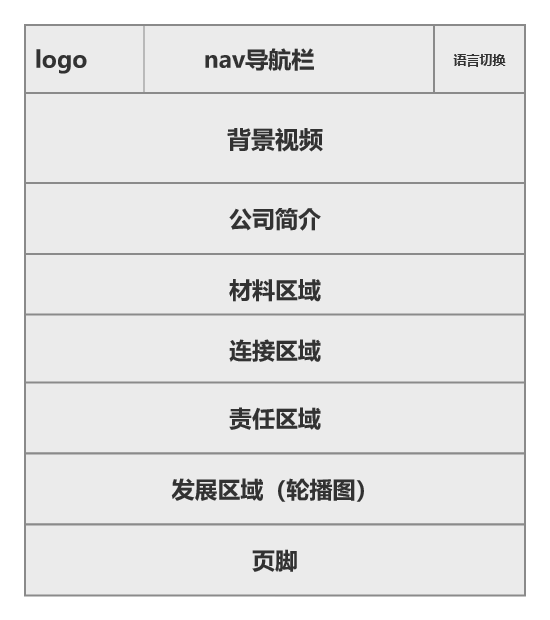 logo
nav导航栏
语言切换
背景视频
公司简介
材料区域
连接区域
责任区域
发展区域（轮播图）
页脚